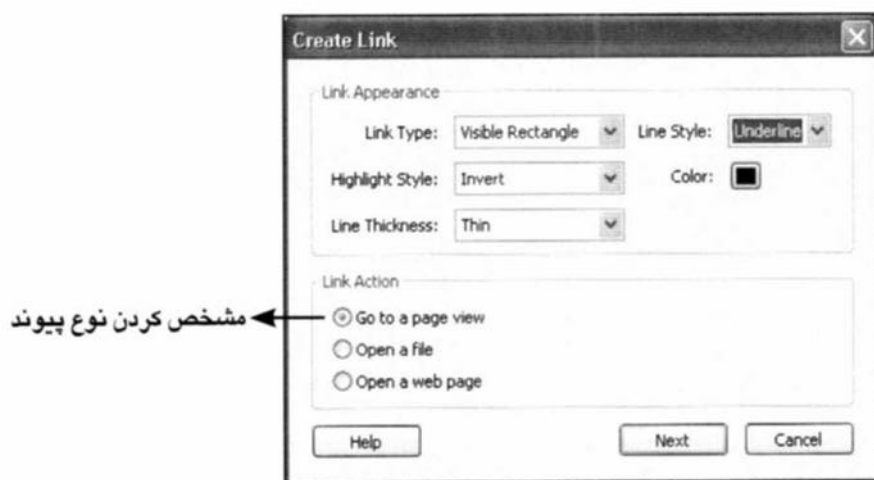 Create Link
Link Appearance
Link Type: Visible Rectangle Line Style: Underline
Highlight Style: Invert Color:
Line Thickness: Thin
Link Action
مشخص کردن نوع پیوند
Go to a page view
Open a file
Open a web page
Help Next Cancel